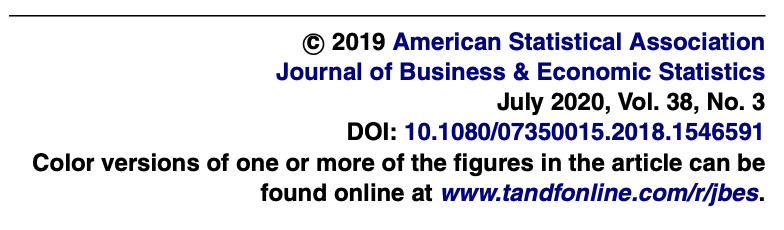 © 2019 American Statistical Association
Journal of Business & Economic Statistics
July 2020, Vol. 38, No. 3
DOI: 10.1080/07350015.2018.1546591
Color versions of one or more of the figures in the article can be
found online at www.tandfonline.com/r/jbes.